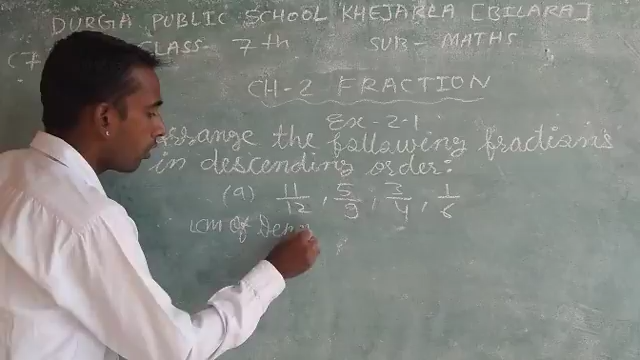 DURGA PUBLIC SCHOOL KHEJARLA [BILARA]
CLASS- 7th SUB- MATHS
CH-2 FRACTION
Ex-2.1
arrange the following fractions
in descending order:
(a) 11/12, 5/9, 3/4, 1/6
LCM Of Deno